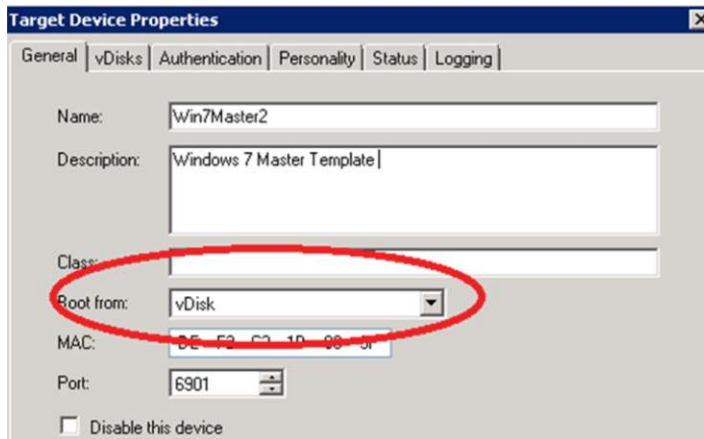 Target Device Properties
General vDisks Authentication Personality Status Logging
Name: Win7Master2
Description: Windows 7 Master Template
Class:
Boot from: vDisk
MAC:
Port: 6901
Disable this device